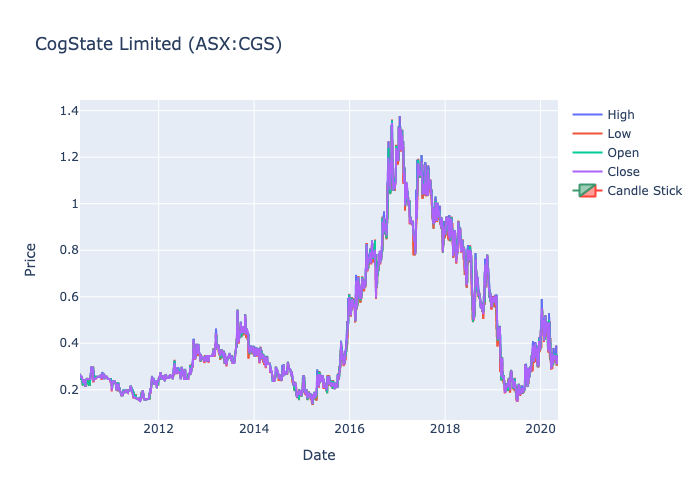 CogState Limited (ASX:CGS)
High
Low
Open
Close
Candle Stick
1.4
1.2
1
0.8
0.6
0.4
0.2
Price
2012 2014 2016 2018 2020
Date